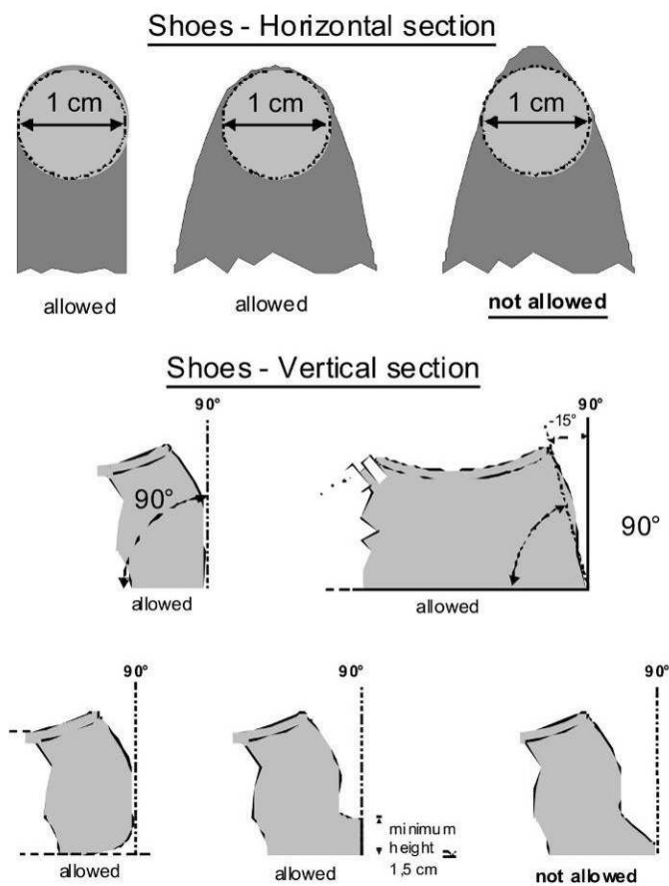 Shoes - Horizontal section
1 cm
1 cm
1 cm
allowed
allowed
not allowed
Shoes - Vertical section
90°
90°
-15°
90°
90°
allowed
allowed
90°
90°
90°
minimum
height
1,5 cm
allowed
allowed
not allowed